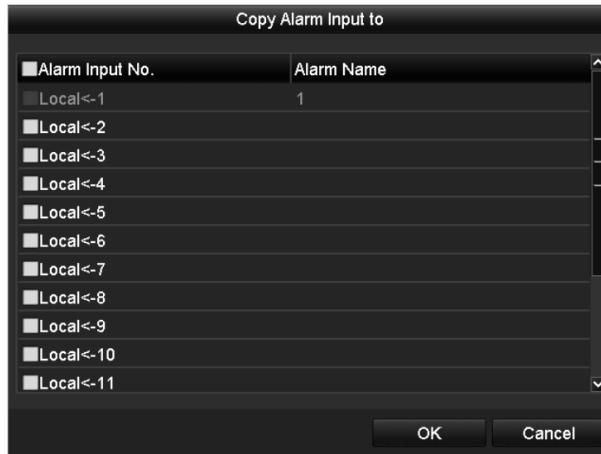 Copy Alarm Input to
Alarm Input No. Alarm Name
Local<-1 1
Local<-2
Local<-3
Local<-4
Local<-5
Local<-6
Local<-7
Local<-8
Local<-9
Local<-10
Local<-11
OK Cancel